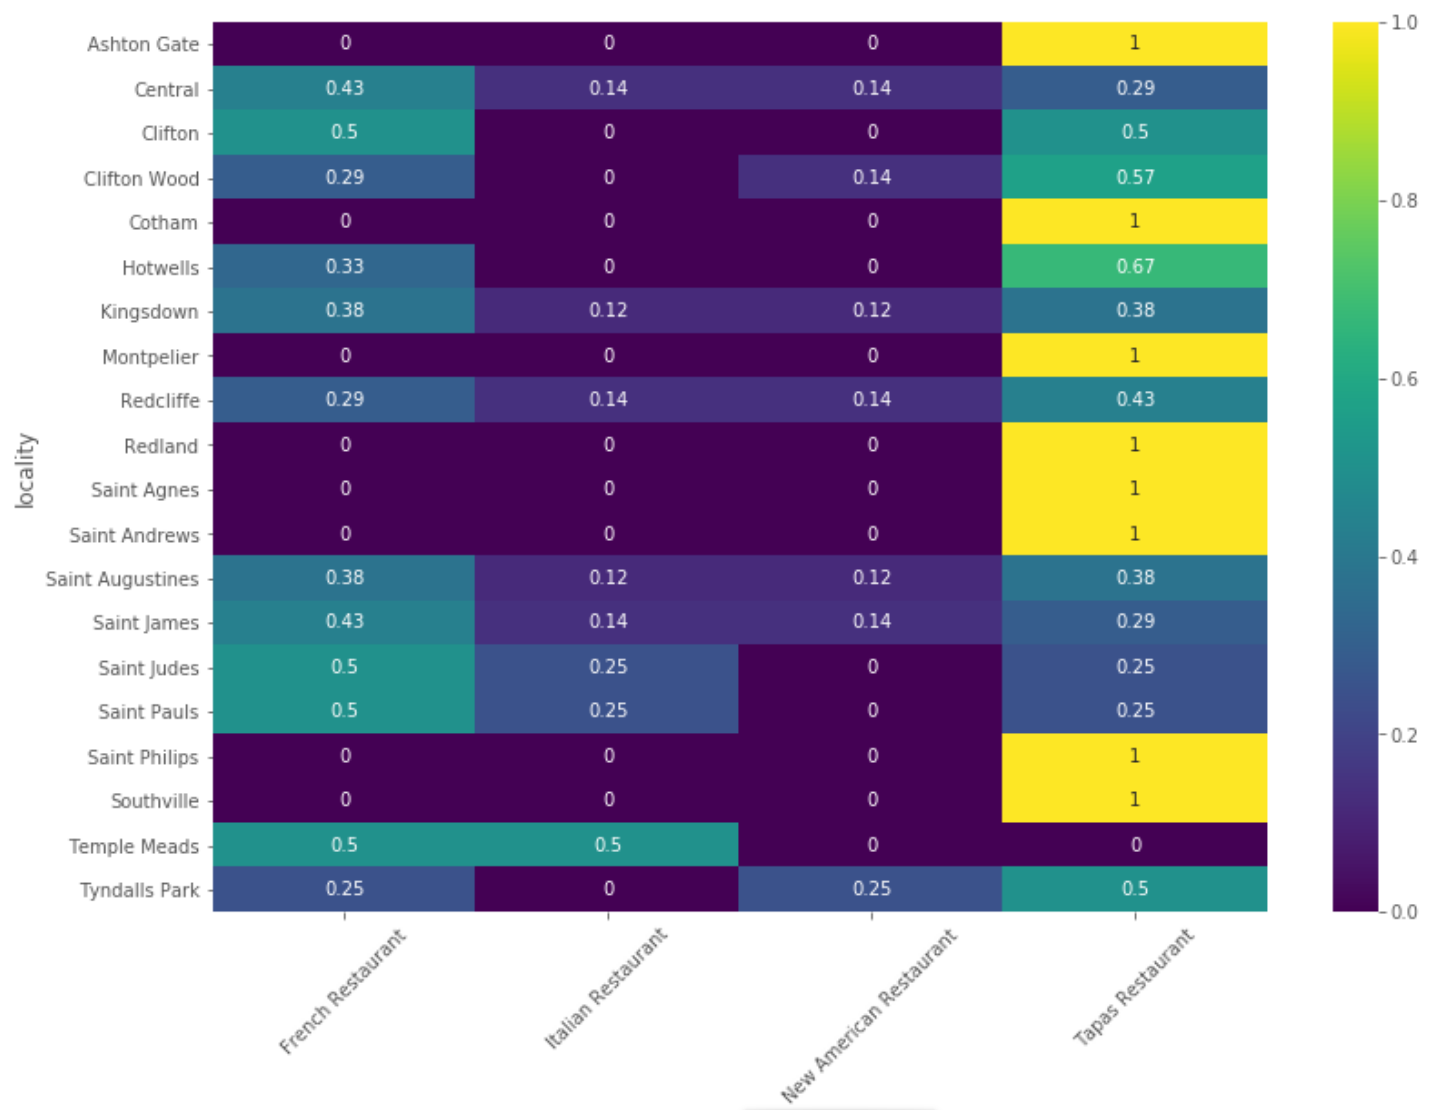 Ashton Gate 0 0 0 1
Central 0.43 0.14 0.14 0.29
Clifton 0.5 0 0 0.5
Clifton Wood 0.29 0 0.14 0.57
Cotham 0 0 0 1
Hotwells 0.33 0 0 0.67
Kingsdown 0.38 0.12 0.12 0.38
Montpelier 0 0 0 1
Redcliffe 0.29 0.14 0.14 0.43
Redland 0 0 0 1
Saint Agnes 0 0 0 1
Saint Andrews 0 0 0 1
Saint Augustines 0.38 0.12 0.12 0.38
Saint James 0.43 0.14 0.14 0.29
Saint Judes 0.5 0.25 0 0.25
Saint Pauls 0.5 0.25 0 0.25
Saint Philips 0 0 0 1
Southville 0 0 0 1
Temple Meads 0.5 0.5 0 0
Tyndalls Park 0.25 0 0.25 0.5
locality
French Restaurant
Italian Restaurant
New American Restaurant
Tapas Restaurant
1.0
0.8
0.6
0.4
0.2
0.0